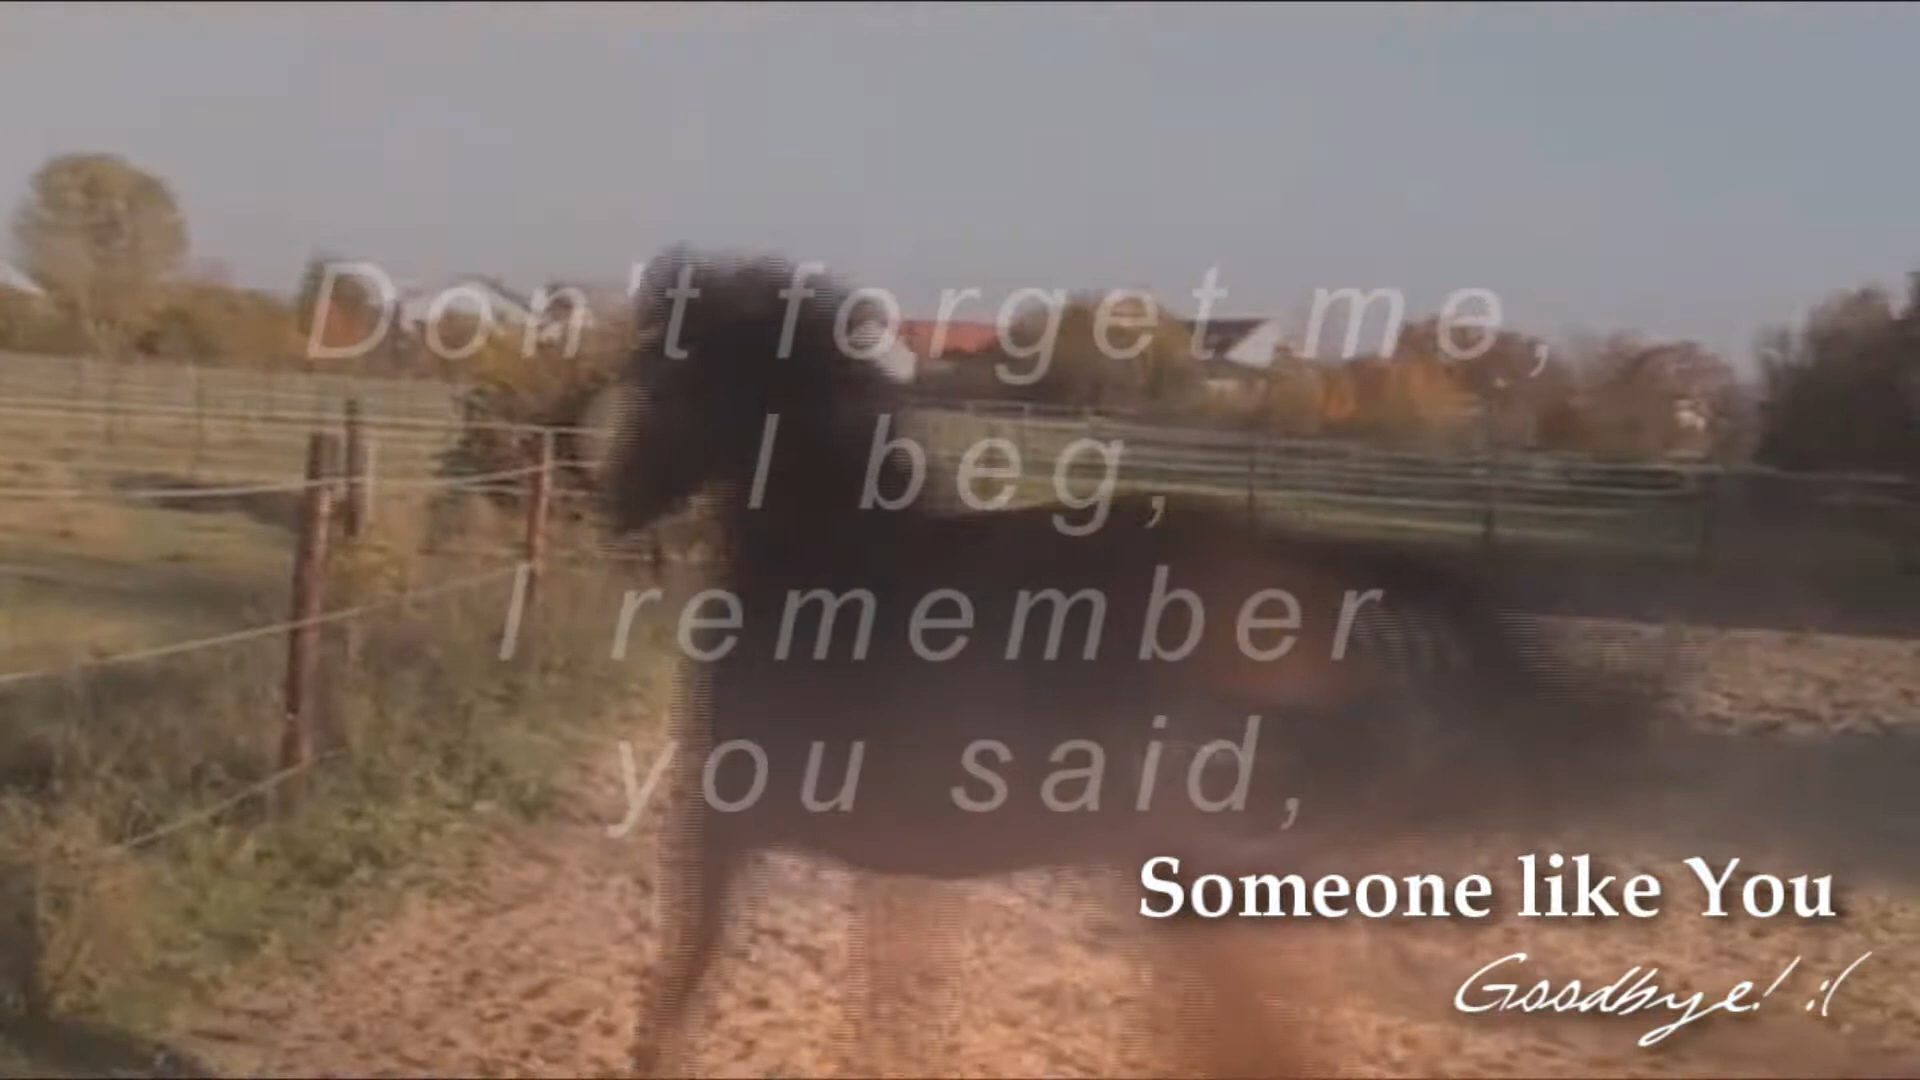 Don't forget me,
I beg,
I remember
you said,
Someone like You
Goodbye! :(